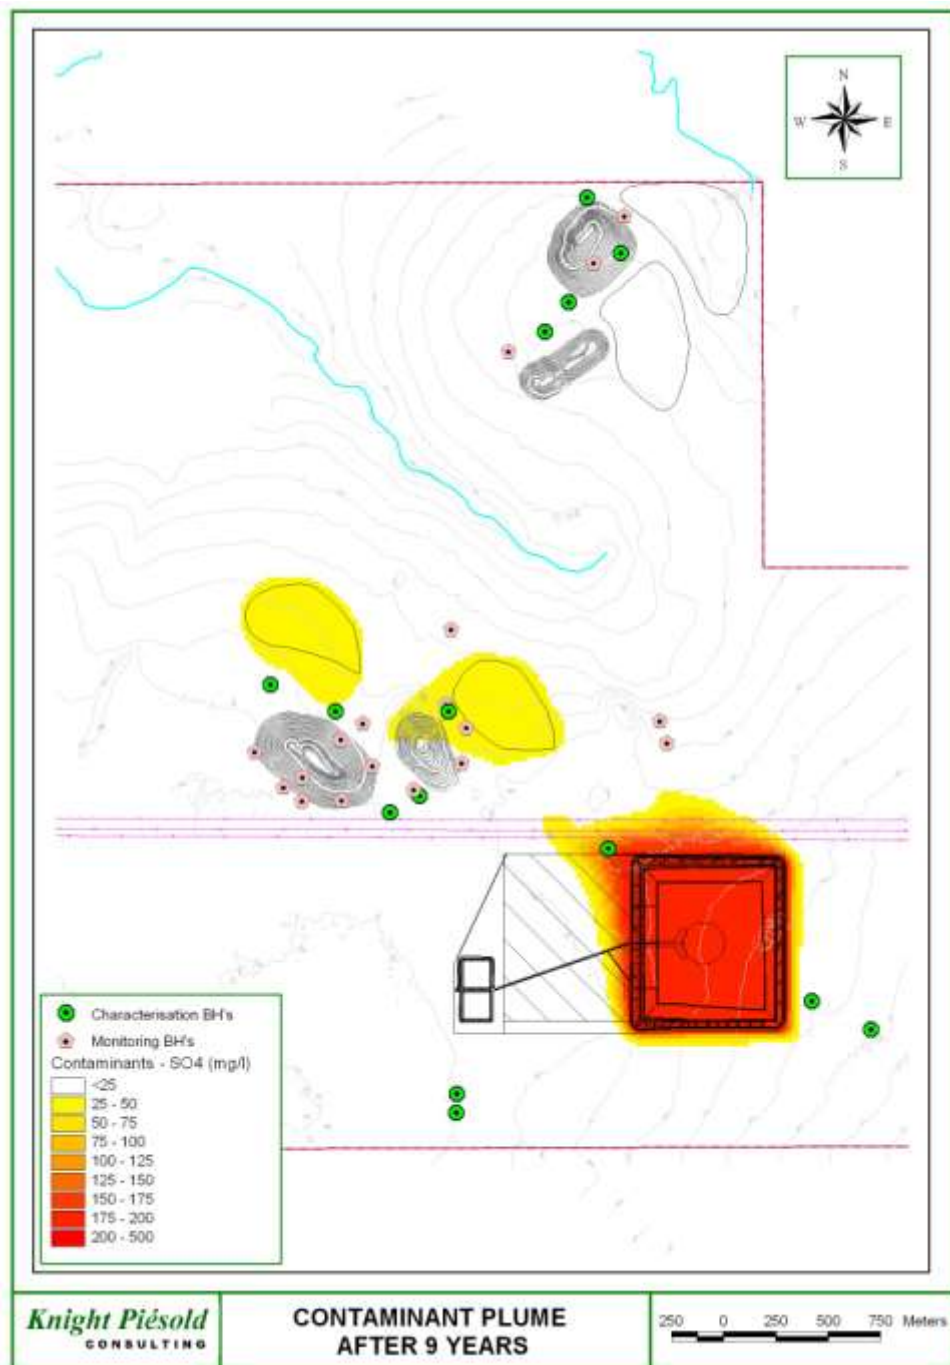 N
W E
S
Characterisation BH's
Monitoring BH's
Contaminants - SO4 (mg/l)
<25
25 - 50
50 - 75
75 - 100
100 - 125
125 - 150
150 - 175
175 - 200
200 - 500
Knight Piésold
CONSULTING
CONTAMINANT PLUME
AFTER 9 YEARS
250 0 250 500 750 Meters